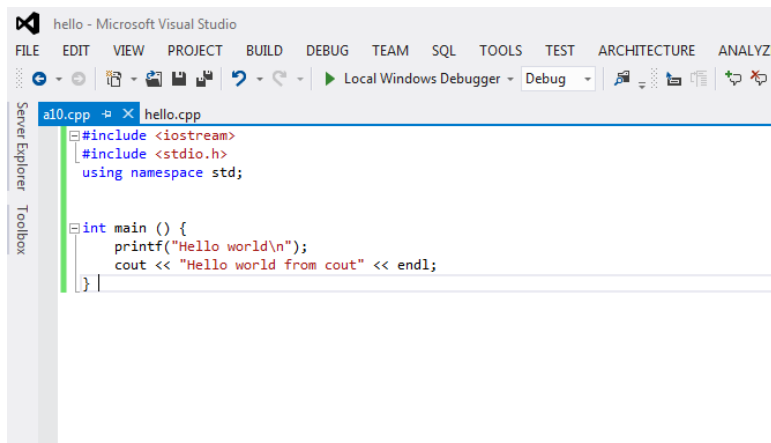 hello - Microsoft Visual Studio
FILE EDIT VIEW PROJECT BUILD DEBUG TEAM SQL TOOLS TEST ARCHITECTURE ANALYZ
Local Windows Debugger Debug
Server Explorer
Toolbox
a10.cpp hello.cpp
#include <iostream>
#include <stdio.h>
using namespace std;
int main () {
printf("Hello world\n");
cout << "Hello world from cout" << endl;
}